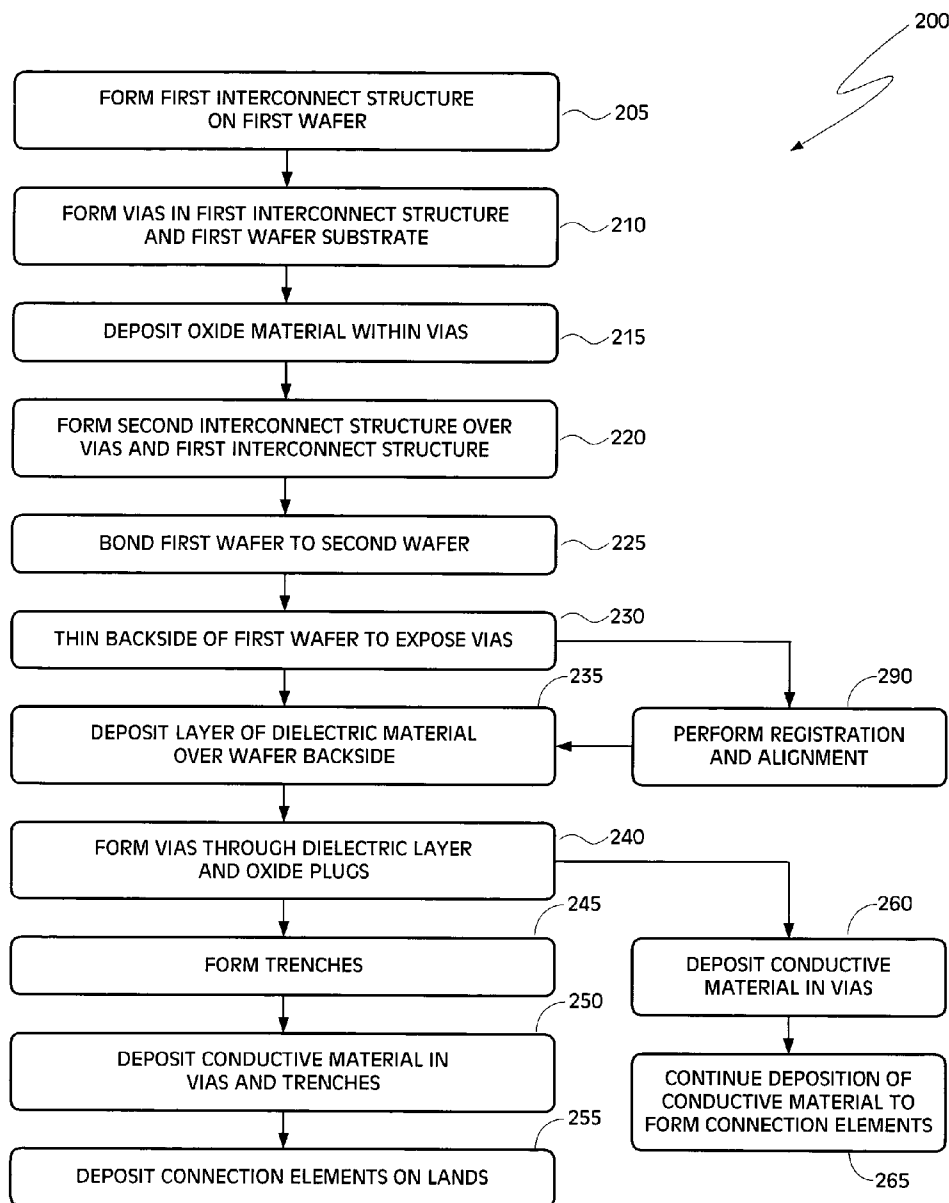 200
FORM FIRST INTERCONNECT STRUCTURE
ON FIRST WAFER
205
FORM VIAS IN FIRST INTERCONNECT STRUCTURE
AND FIRST WAFER SUBSTRATE
210
DEPOSIT OXIDE MATERIAL WITHIN VIAS
215
FORM SECOND INTERCONNECT STRUCTURE OVER
VIAS AND FIRST INTERCONNECT STRUCTURE
220
BOND FIRST WAFER TO SECOND WAFER
225
THIN BACKSIDE OF FIRST WAFER TO EXPOSE VIAS
230
DEPOSIT LAYER OF DIELECTRIC MATERIAL
OVER WAFER BACKSIDE
235
PERFORM REGISTRATION
AND ALIGNMENT
290
FORM VIAS THROUGH DIELECTRIC LAYER
AND OXIDE PLUGS
240
FORM TRENCHES
245
DEPOSIT CONDUCTIVE
MATERIAL IN VIAS
260
DEPOSIT CONDUCTIVE MATERIAL IN
VIAS AND TRENCHES
250
CONTINUE DEPOSITION OF
CONDUCTIVE MATERIAL TO
FORM CONNECTION ELEMENTS
265
DEPOSIT CONNECTION ELEMENTS ON LANDS
255